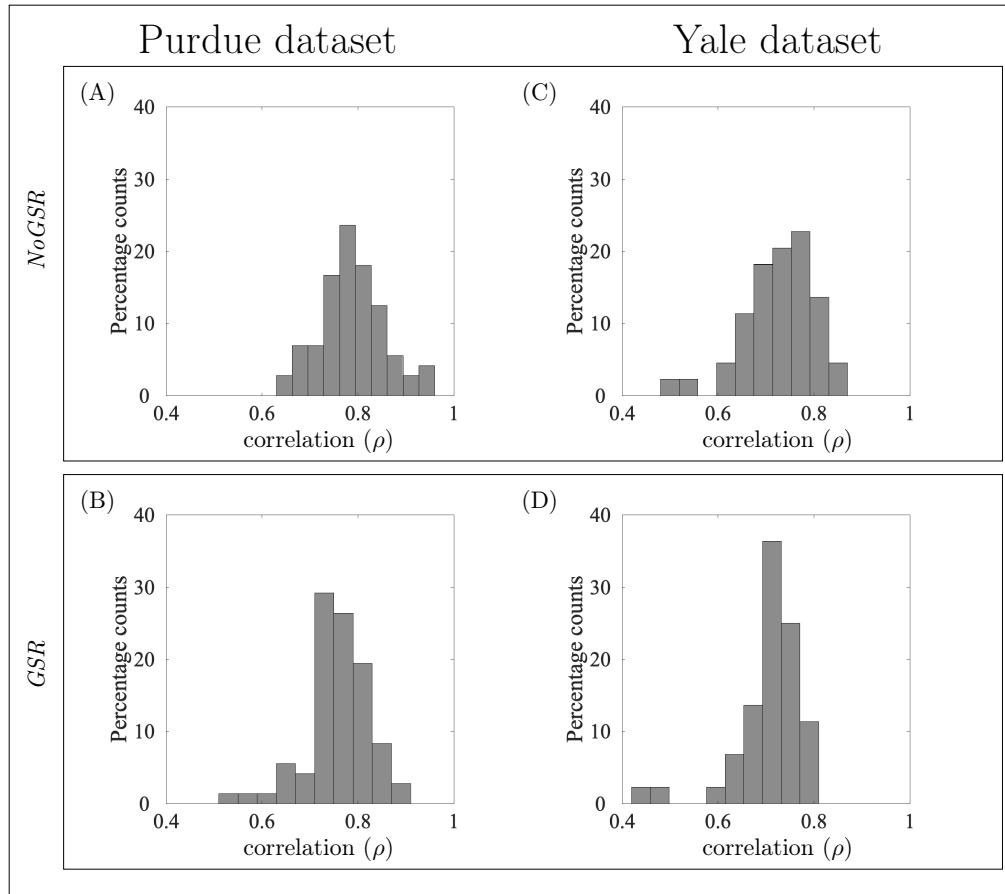 Purdue dataset
Yale dataset
NoGSR
(A)
40
30
20
10
0
Percentage counts
0.4 0.6 0.8 1
correlation (ρ)
(C)
40
30
20
10
0
Percentage counts
0.4 0.6 0.8 1
correlation (ρ)
GSR
(B)
40
30
20
10
0
Percentage counts
0.4 0.6 0.8 1
correlation (ρ)
(D)
40
30
20
10
0
Percentage counts
0.4 0.6 0.8 1
correlation (ρ)